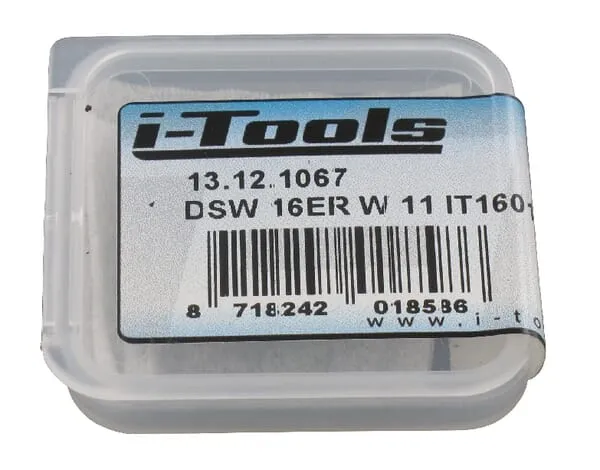 i-Tools
13.12.1067
DSW 16ER W 11 IT160-
8 718242 018586
www.i-to